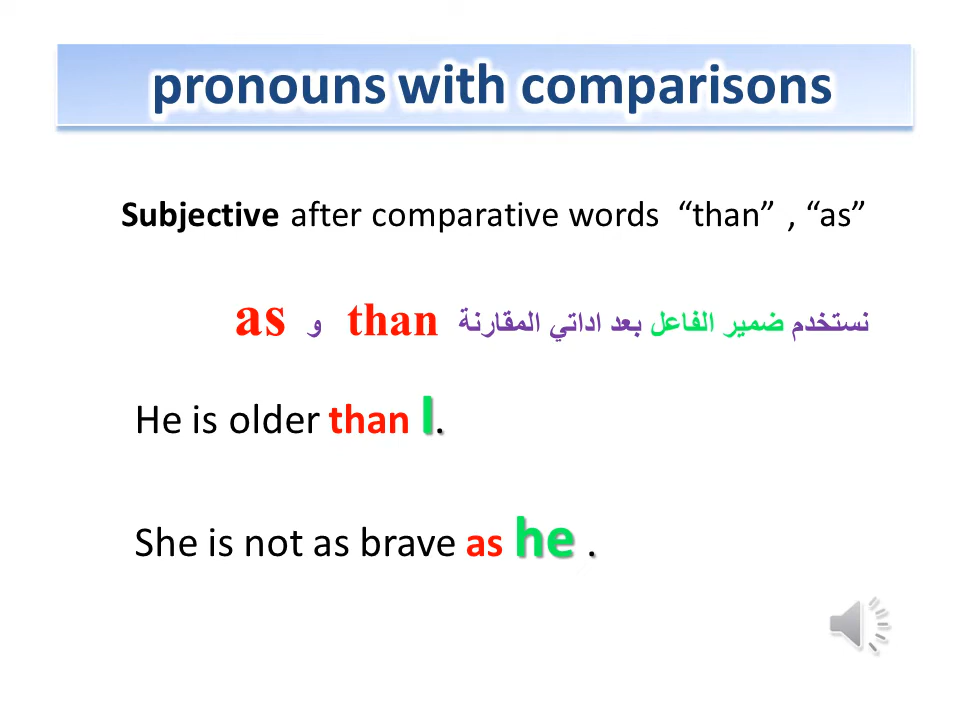 pronouns with comparisons
Subjective after comparative words “than” , “as”
نستخدم ضمير الفاعل بعد اداتي المقارنة than و as
He is older than I.
She is not as brave as he .